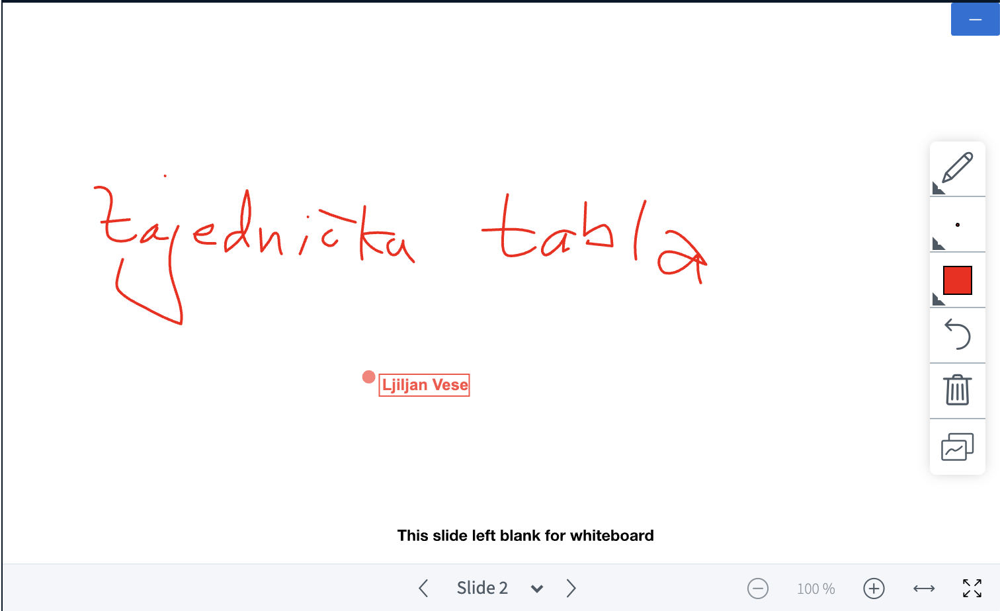 zajednička tabla
Ljiljan Vese
This slide left blank for whiteboard
Slide 2
100 %